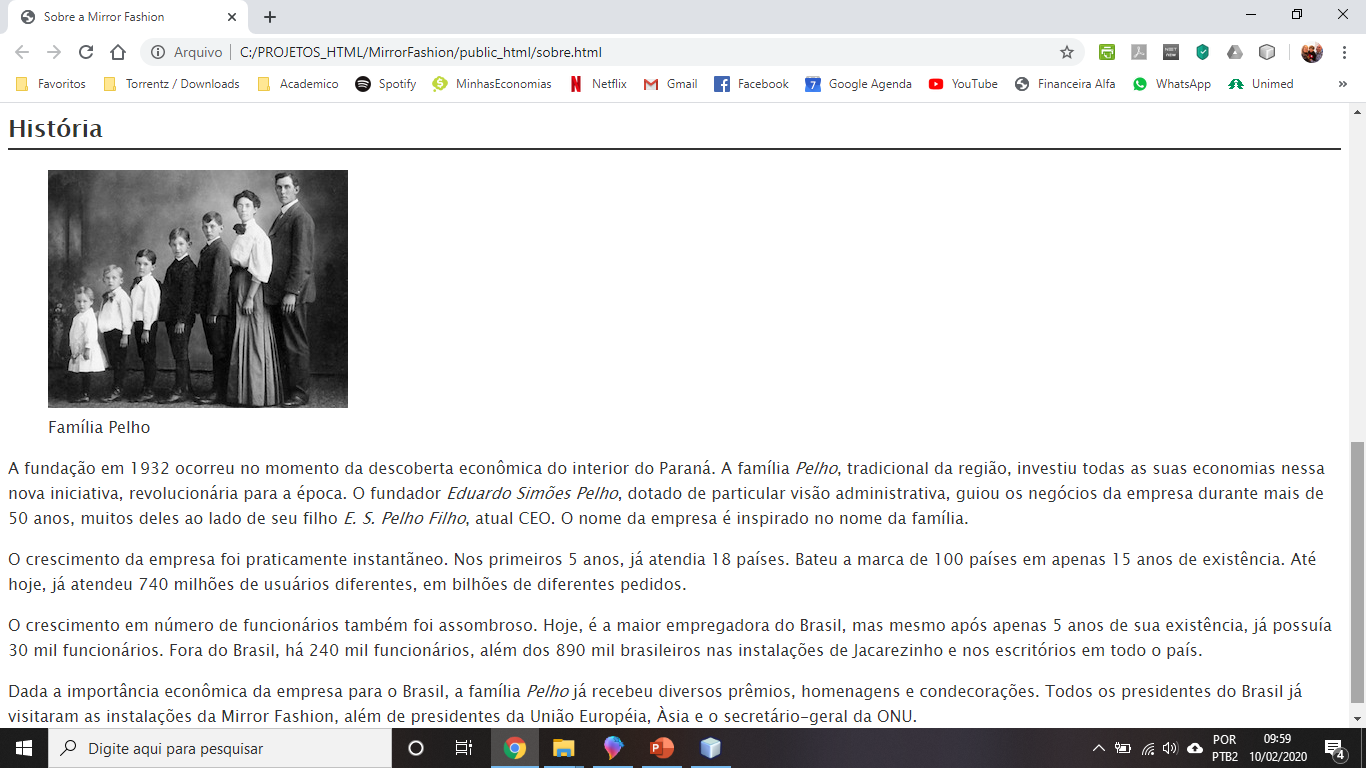 Sobre a Mirror Fashion
Arquivo
C:/PROJETOS_HTML/MirrorFashion/public_html/sobre.html
Favoritos Torrentz / Downloads Academico Spotify MinhasEconomias Netflix Gmail Facebook 7 Google Agenda YouTube Financeira Alfa WhatsApp Unimed »
História
Família Pelho
A fundação em 1932 ocorreu no momento da descoberta econômica do interior do Paraná. A família Pelho, tradicional da região, investiu todas as suas economias nessa
nova iniciativa, revolucionária para a época. O fundador Eduardo Simões Pelho, dotado de particular visão administrativa, guiou os negócios da empresa durante mais de
50 anos, muitos deles ao lado de seu filho E. S. Pelho Filho, atual CEO. O nome da empresa é inspirado no nome da família.
O crescimento da empresa foi praticamente instantãneo. Nos primeiros 5 anos, já atendia 18 países. Bateu a marca de 100 países em apenas 15 anos de existência. Até
hoje, já atendeu 740 milhões de usuários diferentes, em bilhões de diferentes pedidos.
O crescimento em número de funcionários também foi assombroso. Hoje, é a maior empregadora do Brasil, mas mesmo após apenas 5 anos de sua existência, já possuía
30 mil funcionários. Fora do Brasil, há 240 mil funcionários, além dos 890 mil brasileiros nas instalações de Jacarezinho e nos escritórios em todo o país.
Dada a importância econômica da empresa para o Brasil, a família Pelho já recebeu diversos prêmios, homenagens e condecorações. Todos os presidentes do Brasil já
visitaram as instalações da Mirror Fashion, além de presidentes da União Européia, Àsia e o secretário-geral da ONU.
Digite aqui para pesquisar
POR
PTB2
09:59
10/02/2020
4